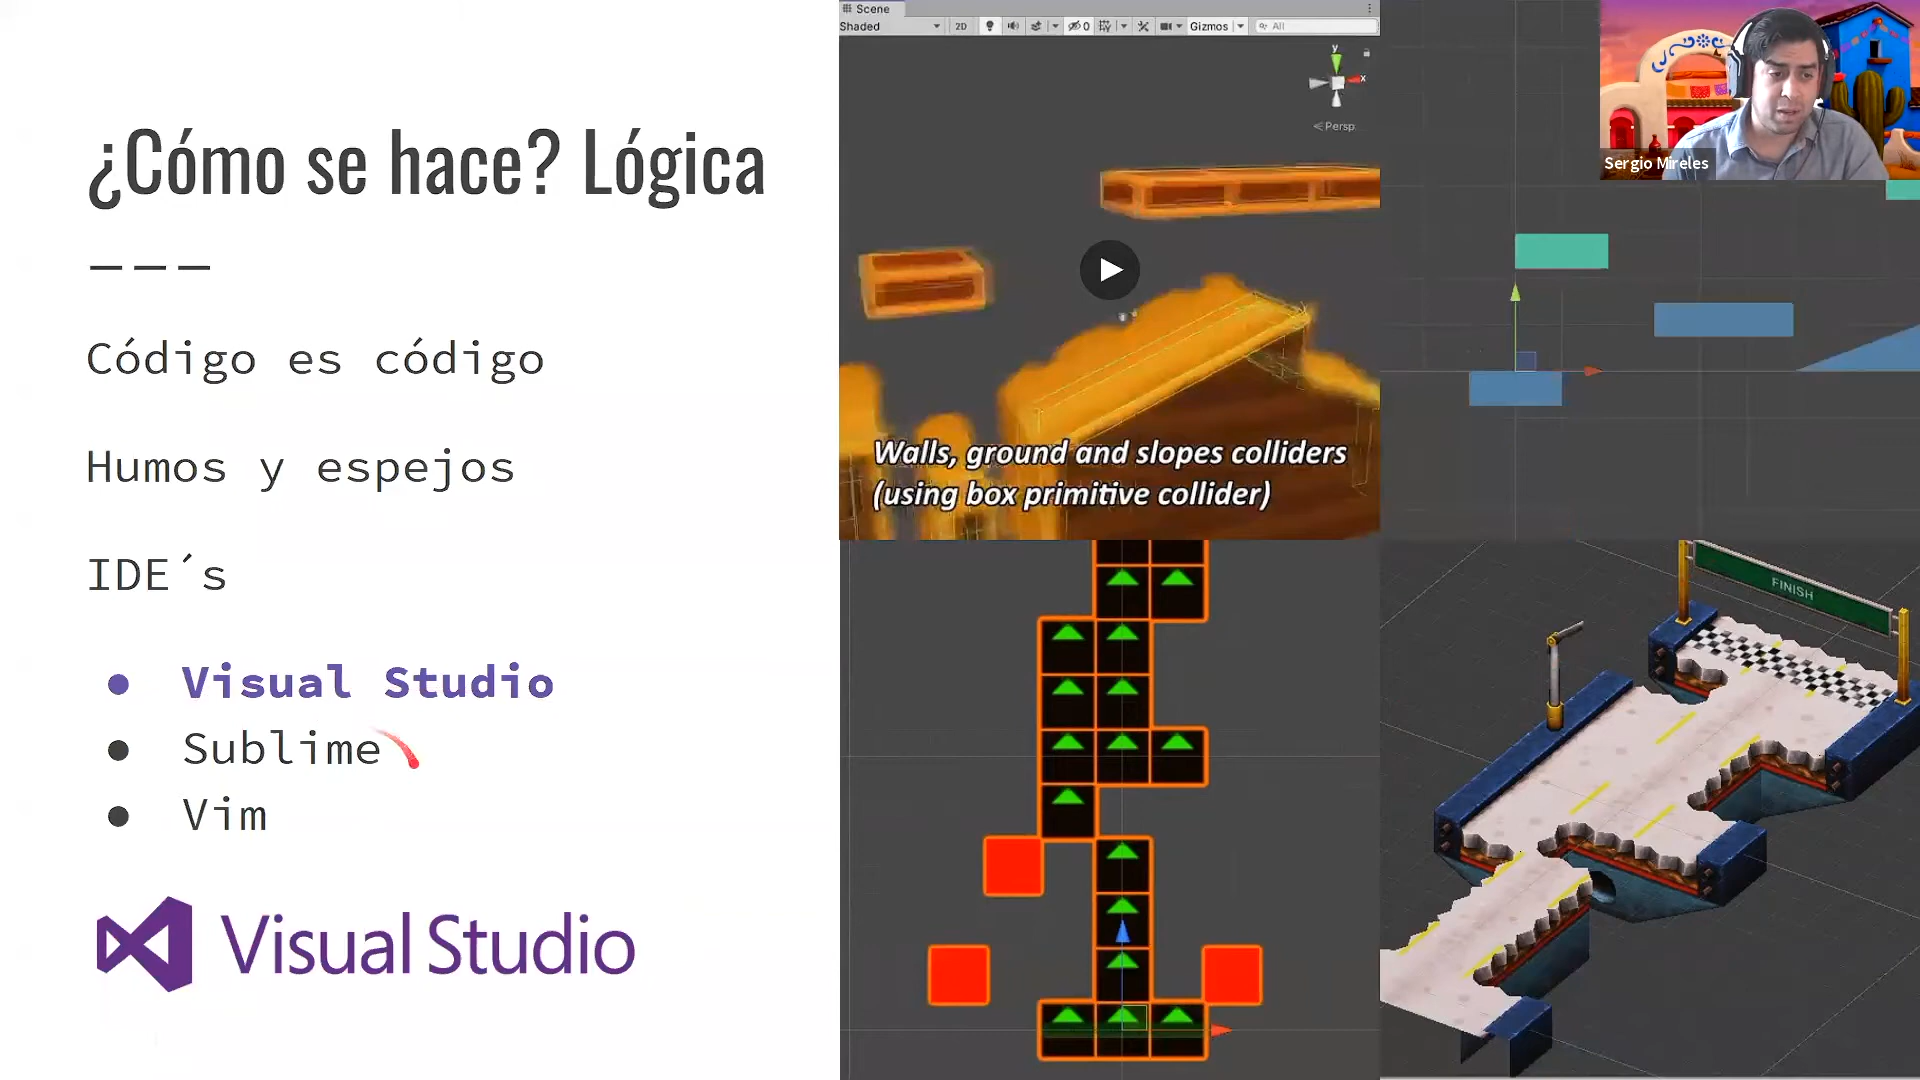 ¿Cómo se hace? Lógica
Código es código
Humos y espejos
IDE´s
Visual Studio
Sublime
Vim
Visual Studio
Scene
Shaded
2D
0
Gizmos
All
y
x
Persp
Walls, ground and slopes colliders
(using box primitive collider)
Sergio Mireles
FINISH